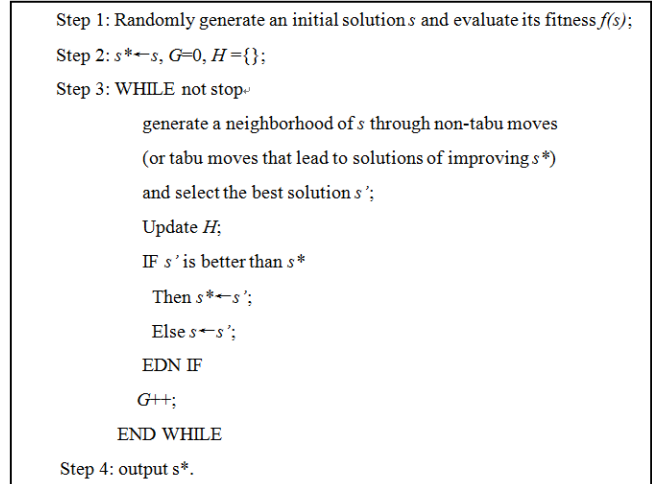 Step 1: Randomly generate an initial solution s and evaluate its fitness f(s);
Step 2: s*←s, G=0, H ={};
Step 3: WHILE not stop↵
generate a neighborhood of s through non-tabu moves
(or tabu moves that lead to solutions of improving s*)
and select the best solution s’;
Update H;
IF s’ is better than s*
Then s*←s’;
Else s←s’;
EDN IF
G++;
END WHILE
Step 4: output s*.